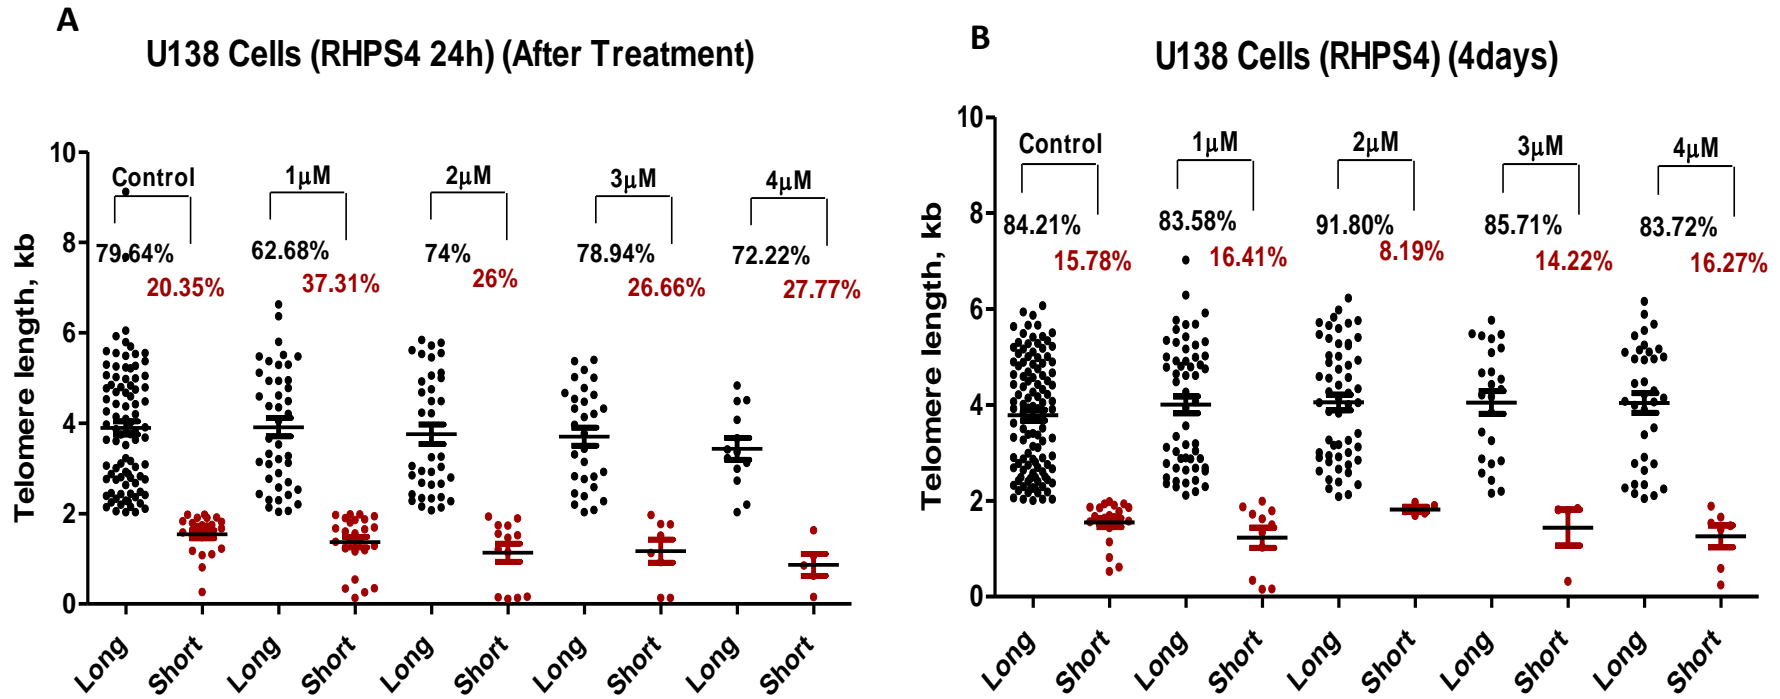 A
U138 Cells (RHPS4 24h) (After Treatment)
Telomere length, kb
10
8
6
4
2
0
Control
1μM
2μM
3μM
4μM
79.64%
20.35%
62.68%
37.31%
74%
26%
78.94%
26.66%
72.22%
27.77%
Long
Short
Long
Short
Long
Short
Long
Short
Long
Short
B
U138 Cells (RHPS4) (4days)
Telomere length, kb
10
8
6
4
2
0
Control
1μM
2μM
3μM
4μM
84.21%
15.78%
83.58%
16.41%
91.80%
8.19%
85.71%
14.22%
83.72%
16.27%
Long
Short
Long
Short
Long
Short
Long
Short
Long
Short